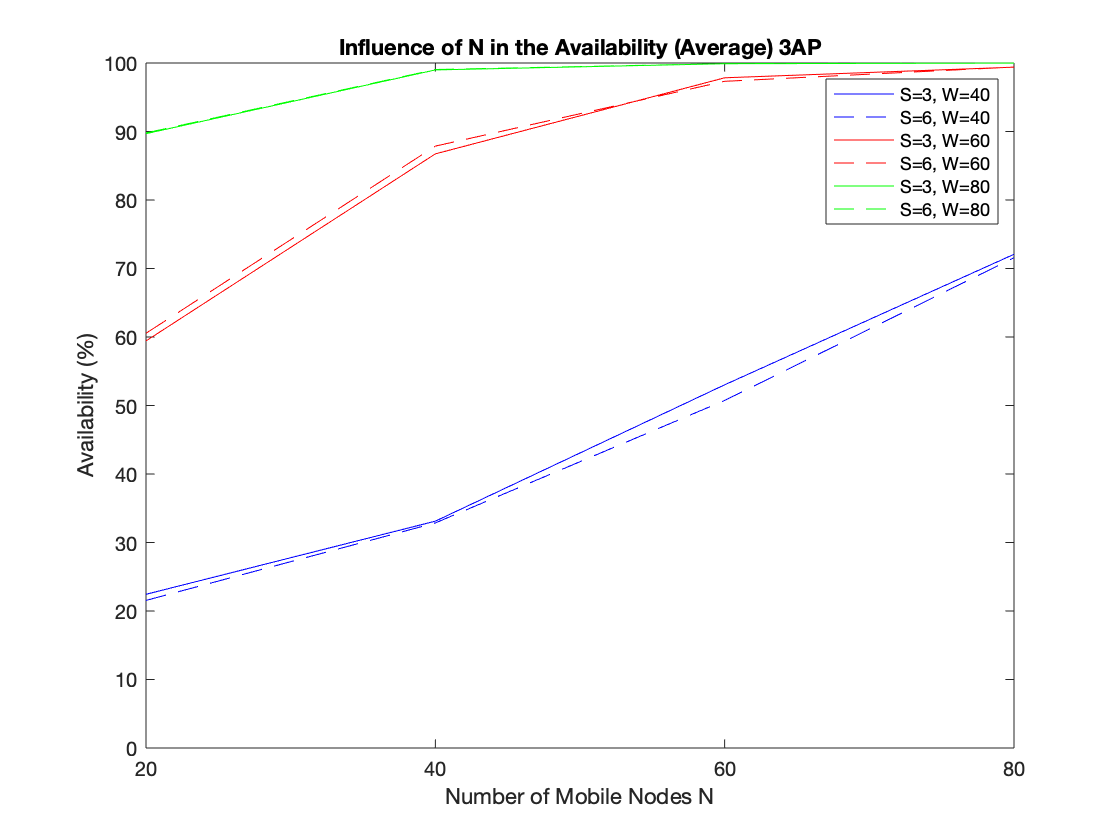 Influence of N in the Availability (Average) 3AP
100
90
80
70
60
50
40
30
20
10
0
Availability (%)
S=3, W=40
S=6, W=40
S=3, W=60
S=6, W=60
S=3, W=80
S=6, W=80
20 40 60 80
Number of Mobile Nodes N